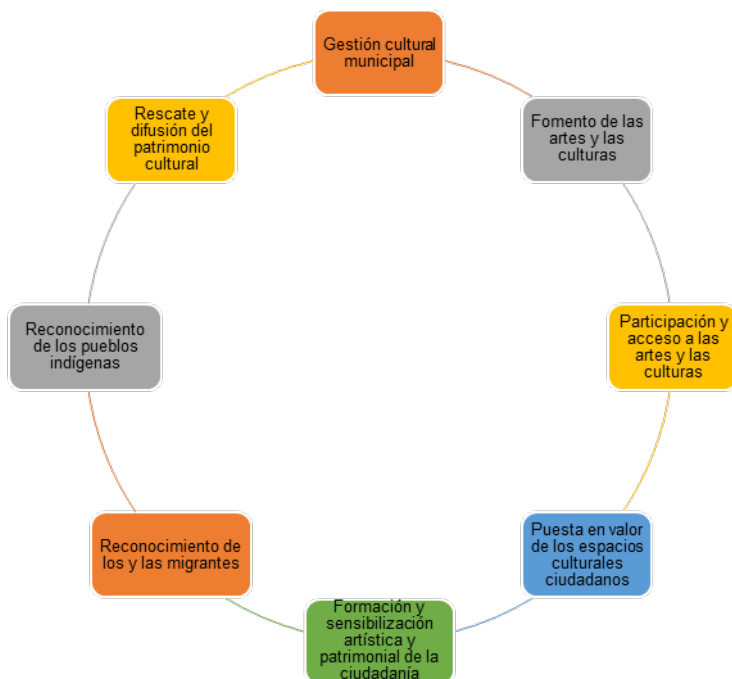 Gestión cultural
municipal
Fomento de las
artes y las
culturas
Participación y
acceso a las
artes y las
culturas
Puesta en valor
de los espacios
culturales
ciudadanos
Formación y
sensibilización
artística y
patrimonial de la
ciudadanía
Reconocimiento de
los y las migrantes
Reconocimiento
de los pueblos
indígenas
Rescate y
difusión del
patrimonio
cultural